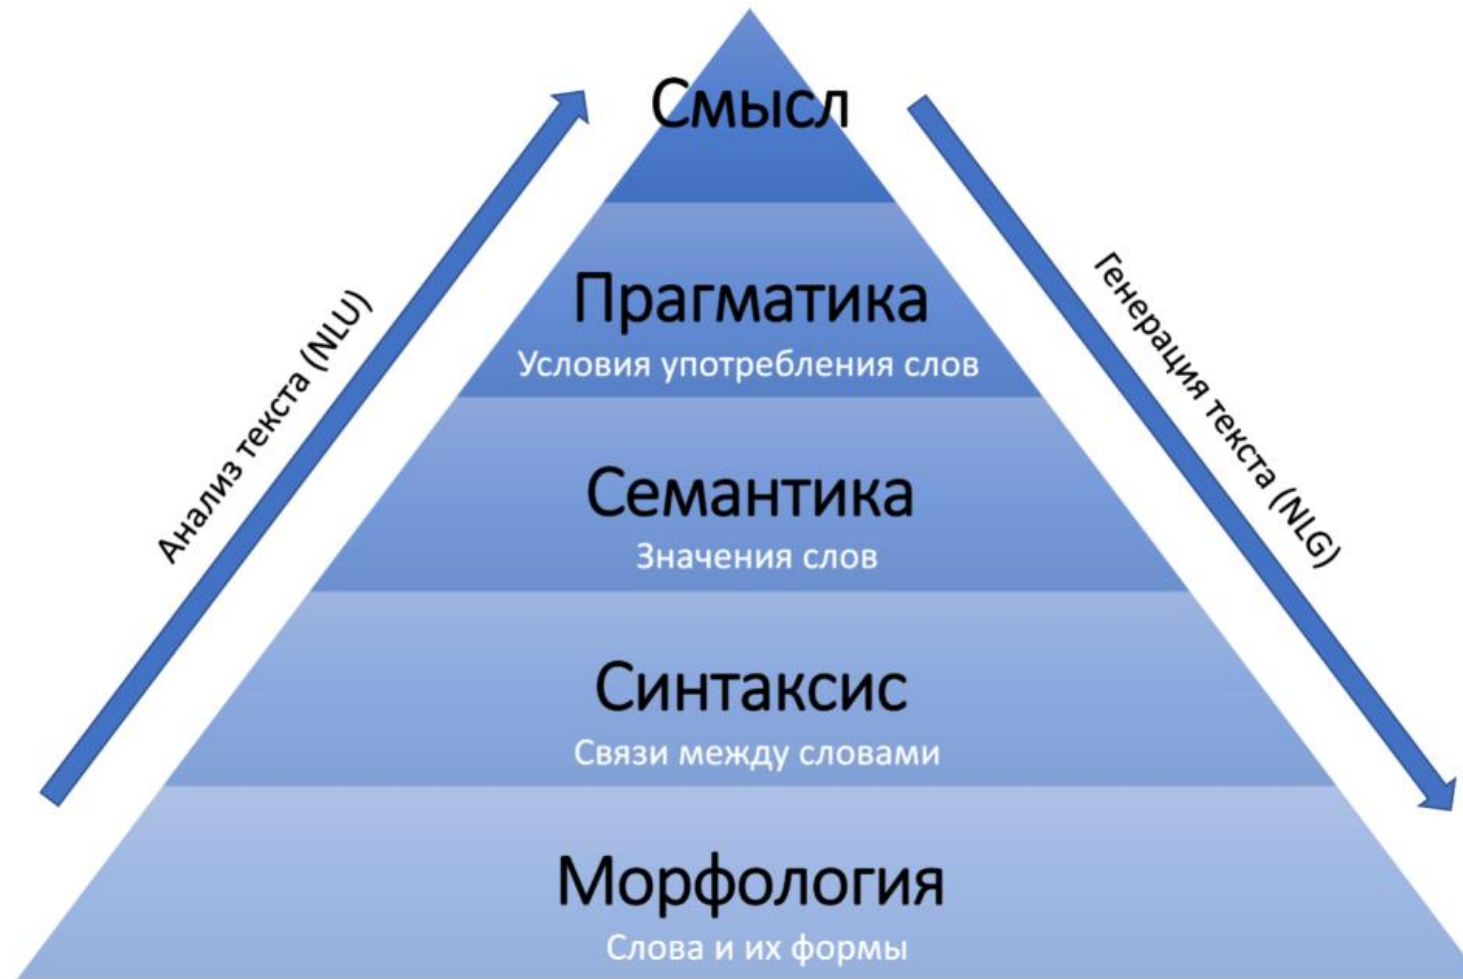 Смысл
Прагматика
Условия употребления слов
Семантика
Значения слов
Синтаксис
Связи между словами
Морфология
Слова и их формы
Анализ текста (NLU)
Генерация текста (NLG)